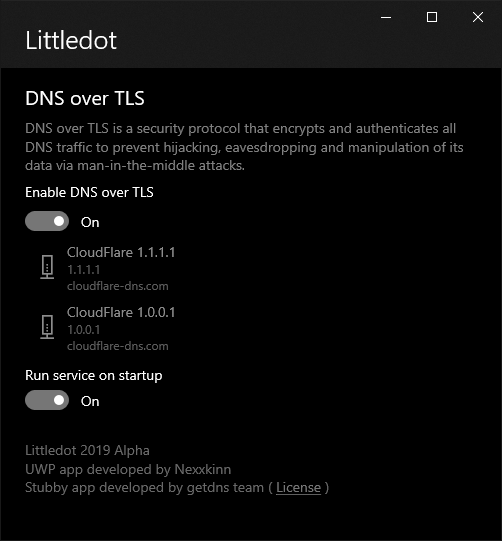 Littledot
DNS over TLS
DNS over TLS is a security protocol that encrypts and authenticates all
DNS traffic to prevent hijacking, eavesdropping and manipulation of its
data via man-in-the-middle attacks.
Enable DNS over TLS
On
CloudFlare 1.1.1.1
1.1.1.1
cloudflare-dns.com
CloudFlare 1.0.0.1
1.0.0.1
cloudflare-dns.com
Run service on startup
On
Littledot 2019 Alpha
UWP app developed by Nexxkinn
Stubby app developed by getdns team ( License )